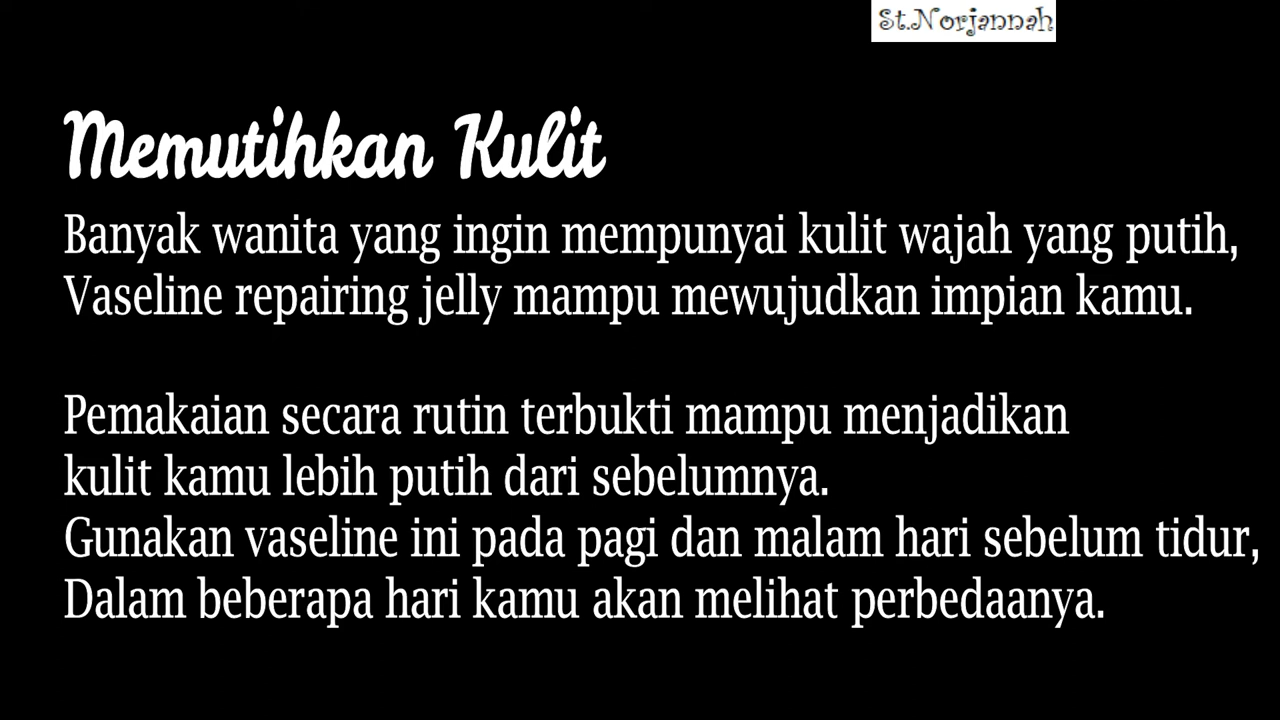 St.Norjannah
Memutihkan Kulit
Banyak wanita yang ingin mempunyai kulit wajah yang putih,
Vaseline repairing jelly mampu mewujudkan impian kamu.
Pemakaian secara rutin terbukti mampu menjadikan
kulit kamu lebih putih dari sebelumnya.
Gunakan vaseline ini pada pagi dan malam hari sebelum tidur,
Dalam beberapa hari kamu akan melihat perbedaanya.